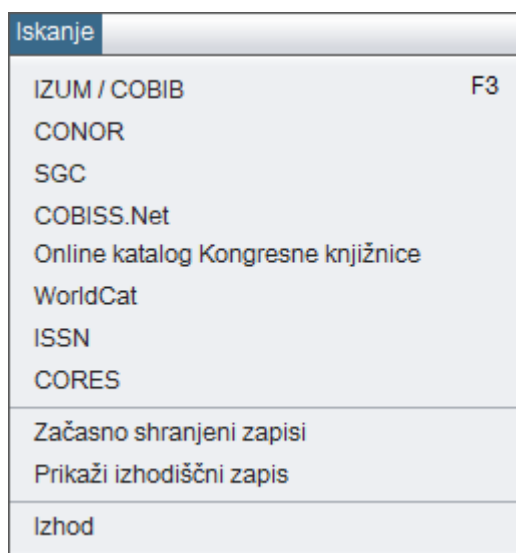 Iskanje
IZUM / COBIB F3
CONOR
SGC
COBISS.Net
Online katalog Kongresne knjižnice
WorldCat
ISSN
CORES
Začasno shranjeni zapisi
Prikaži izhodiščni zapis
Izhod